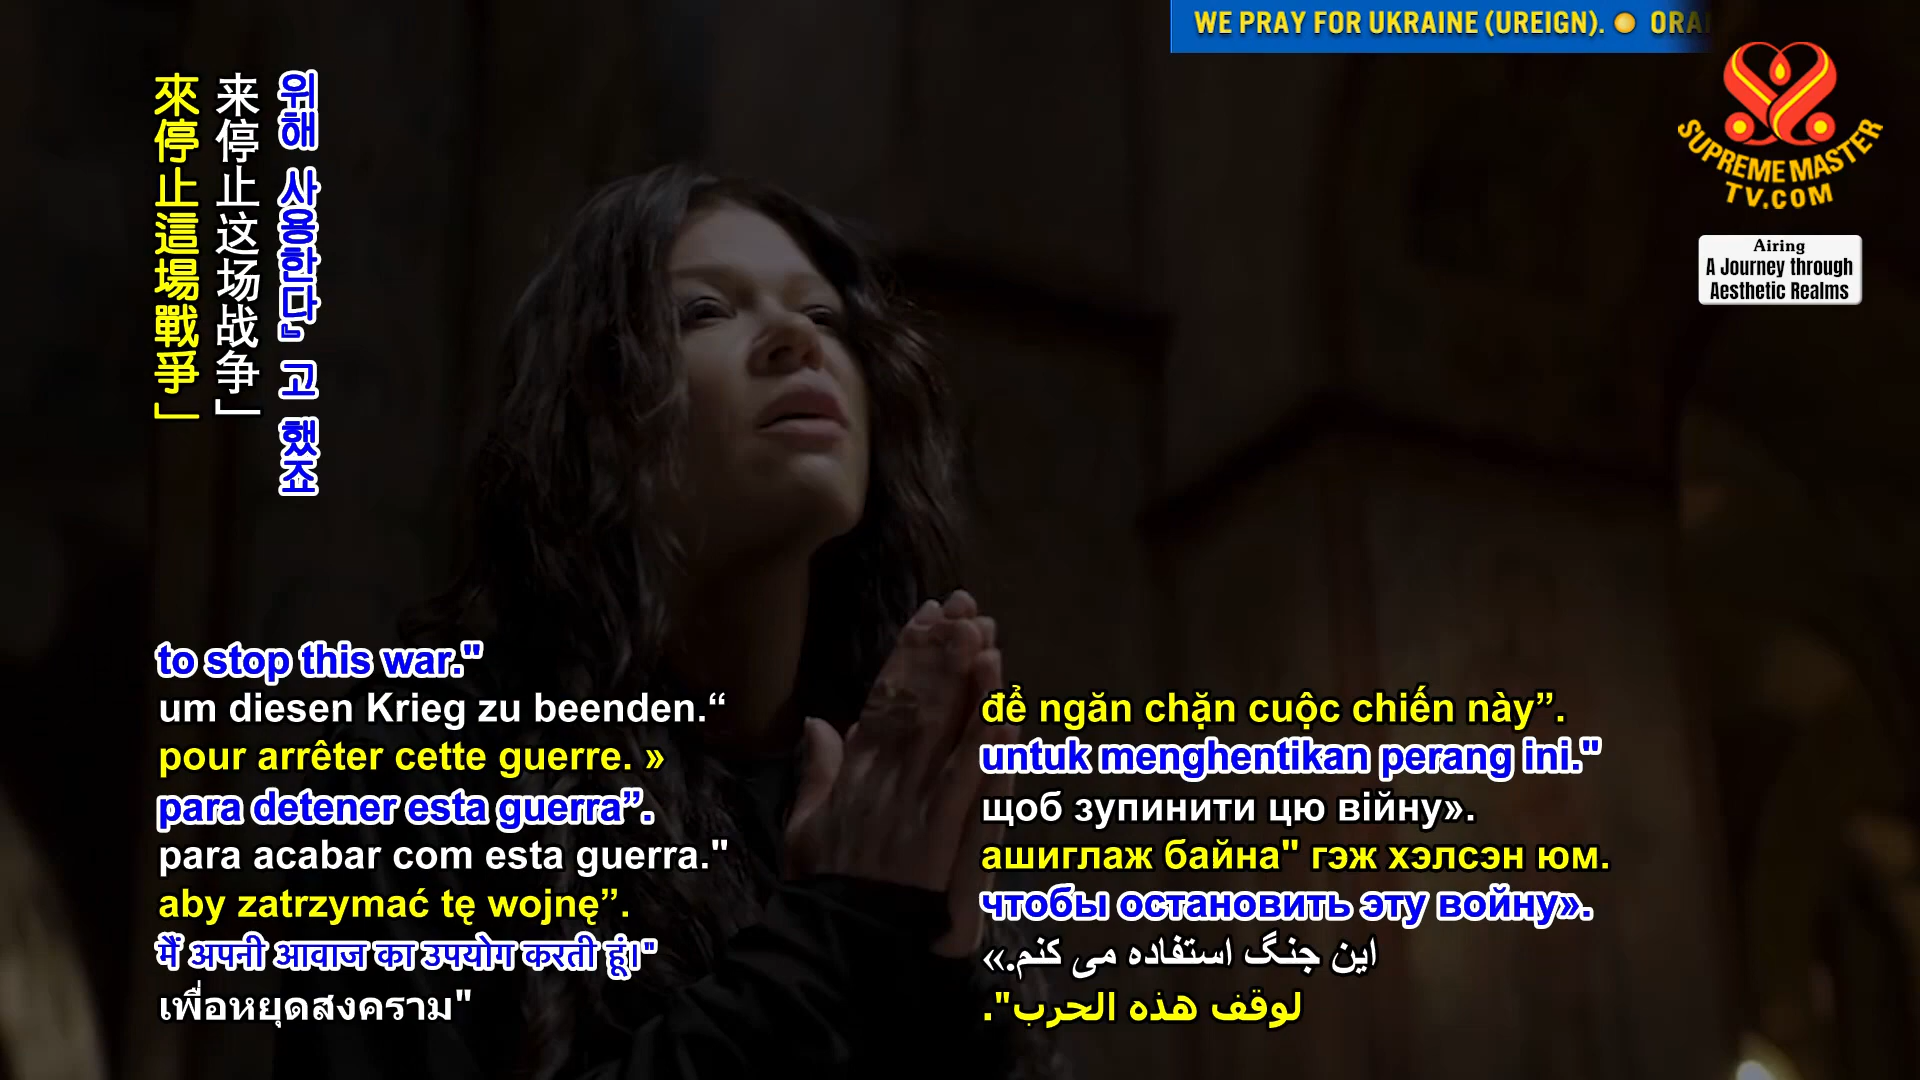 WE PRAY FOR UKRAINE (UREIGN).
SUPREME MASTER
TV.COM
Airing
A Journey through
Aesthetic Realms
위해 사용한다』고 했죠
来停止这场战争」
來停止這場戰爭」
to stop this war."
um diesen Krieg zu beenden.“
pour arrêter cette guerre. »
para detener esta guerra”.
para acabar com esta guerra."
aby zatrzymać tę wojnę”.
मैं अपनी आवाज का उपयोग करती हूं।"
เพื่อหยุดสงคราม"
để ngăn chặn cuộc chiến này”.
untuk menghentikan perang ini."
щоб зупинити цю війну».
ашиглаж байна" гэж хэлсэн юм.
чтобы остановить эту войну».
این جنگ استفاده می کنم.»
لوقف هذه الحرب".